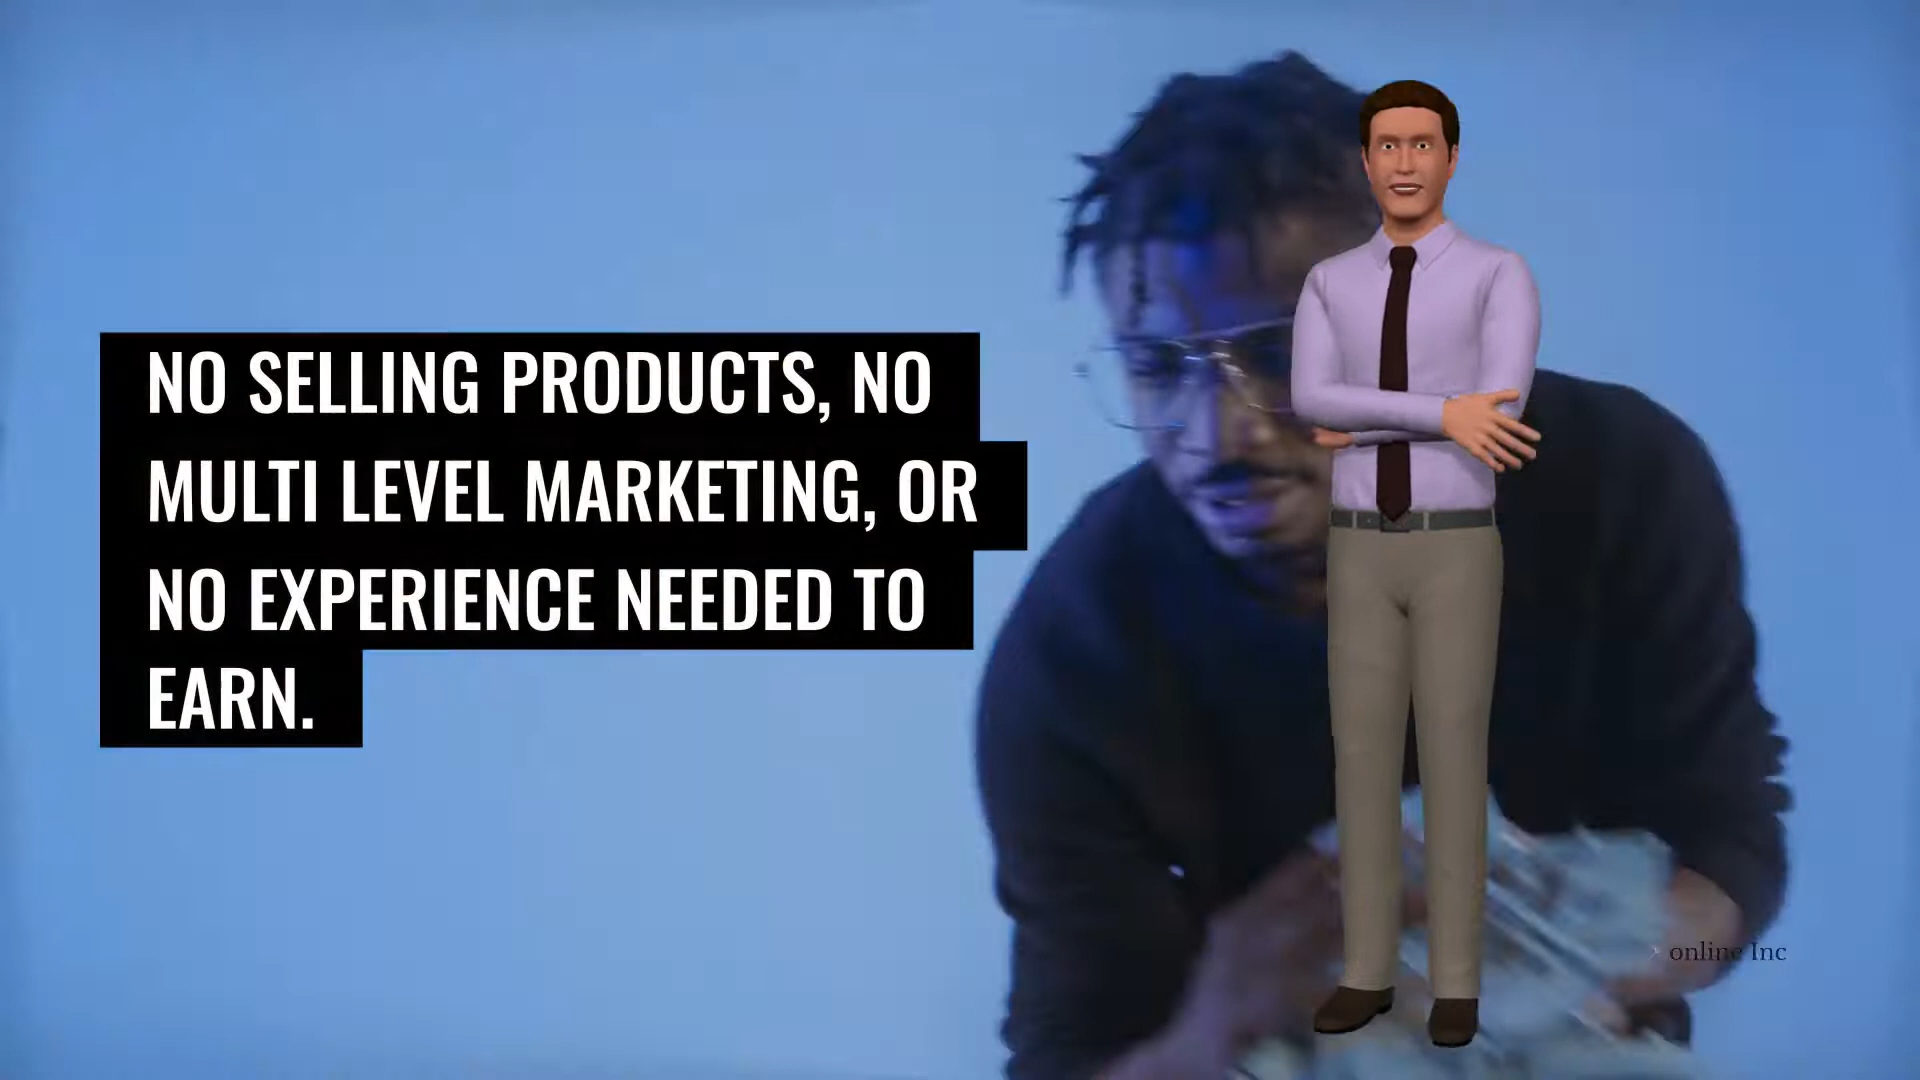 NO SELLING PRODUCTS, NO
MULTI LEVEL MARKETING, OR
NO EXPERIENCE NEEDED TO
EARN.
online Inc